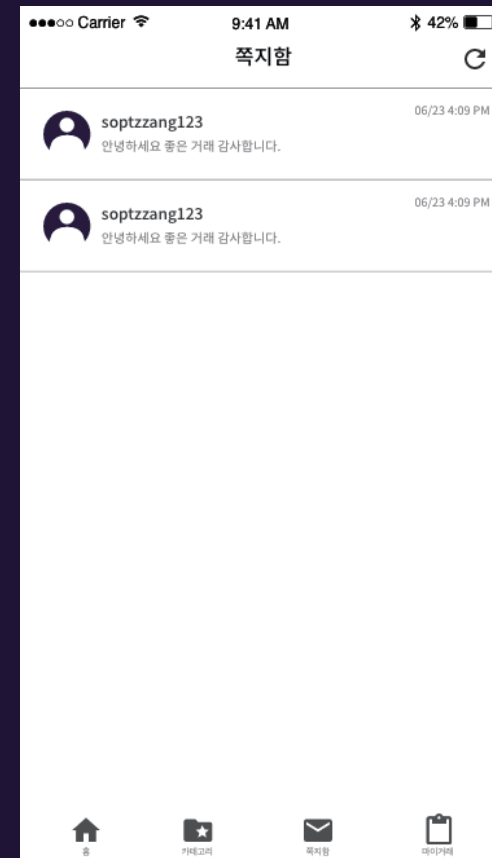 Carrier 9:41 AM 42%
쪽지함
soptzzang123 06/23 4:09 PM
안녕하세요 좋은 거래 감사합니다.
soptzzang123 06/23 4:09 PM
안녕하세요 좋은 거래 감사합니다.
홈 카테고리 쪽지함 마이거래